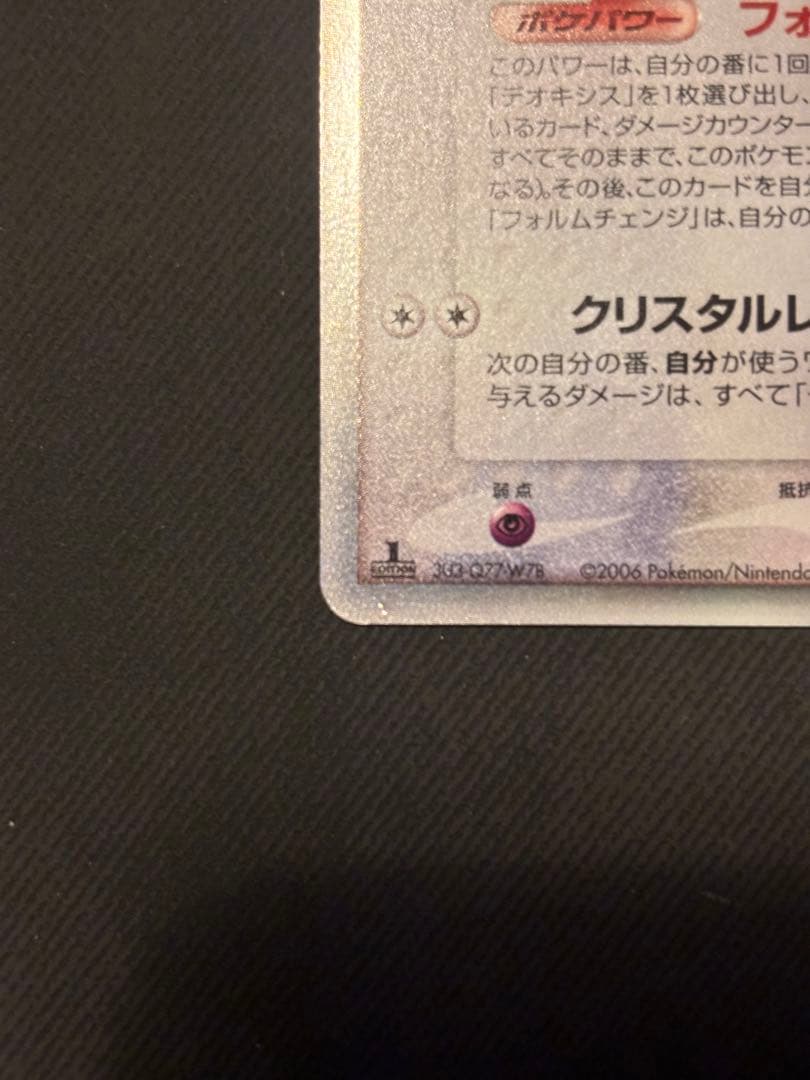 ポケパワー フォ
このパワーは、自分の番に1回
「デオキシス」を1枚選び出し、
いるカード、ダメージカウンター
すべてそのままで、このポケモン
なる)。その後、このカードを自分
「フォルムチェンジ」は、自分の
クリスタルレ
次の自分の番、自分が使うワ
与えるダメージは、すべて「
弱点 抵抗
1 EDITION 3U3-Q77-W7B ©2006 Pokémon/Nintendo